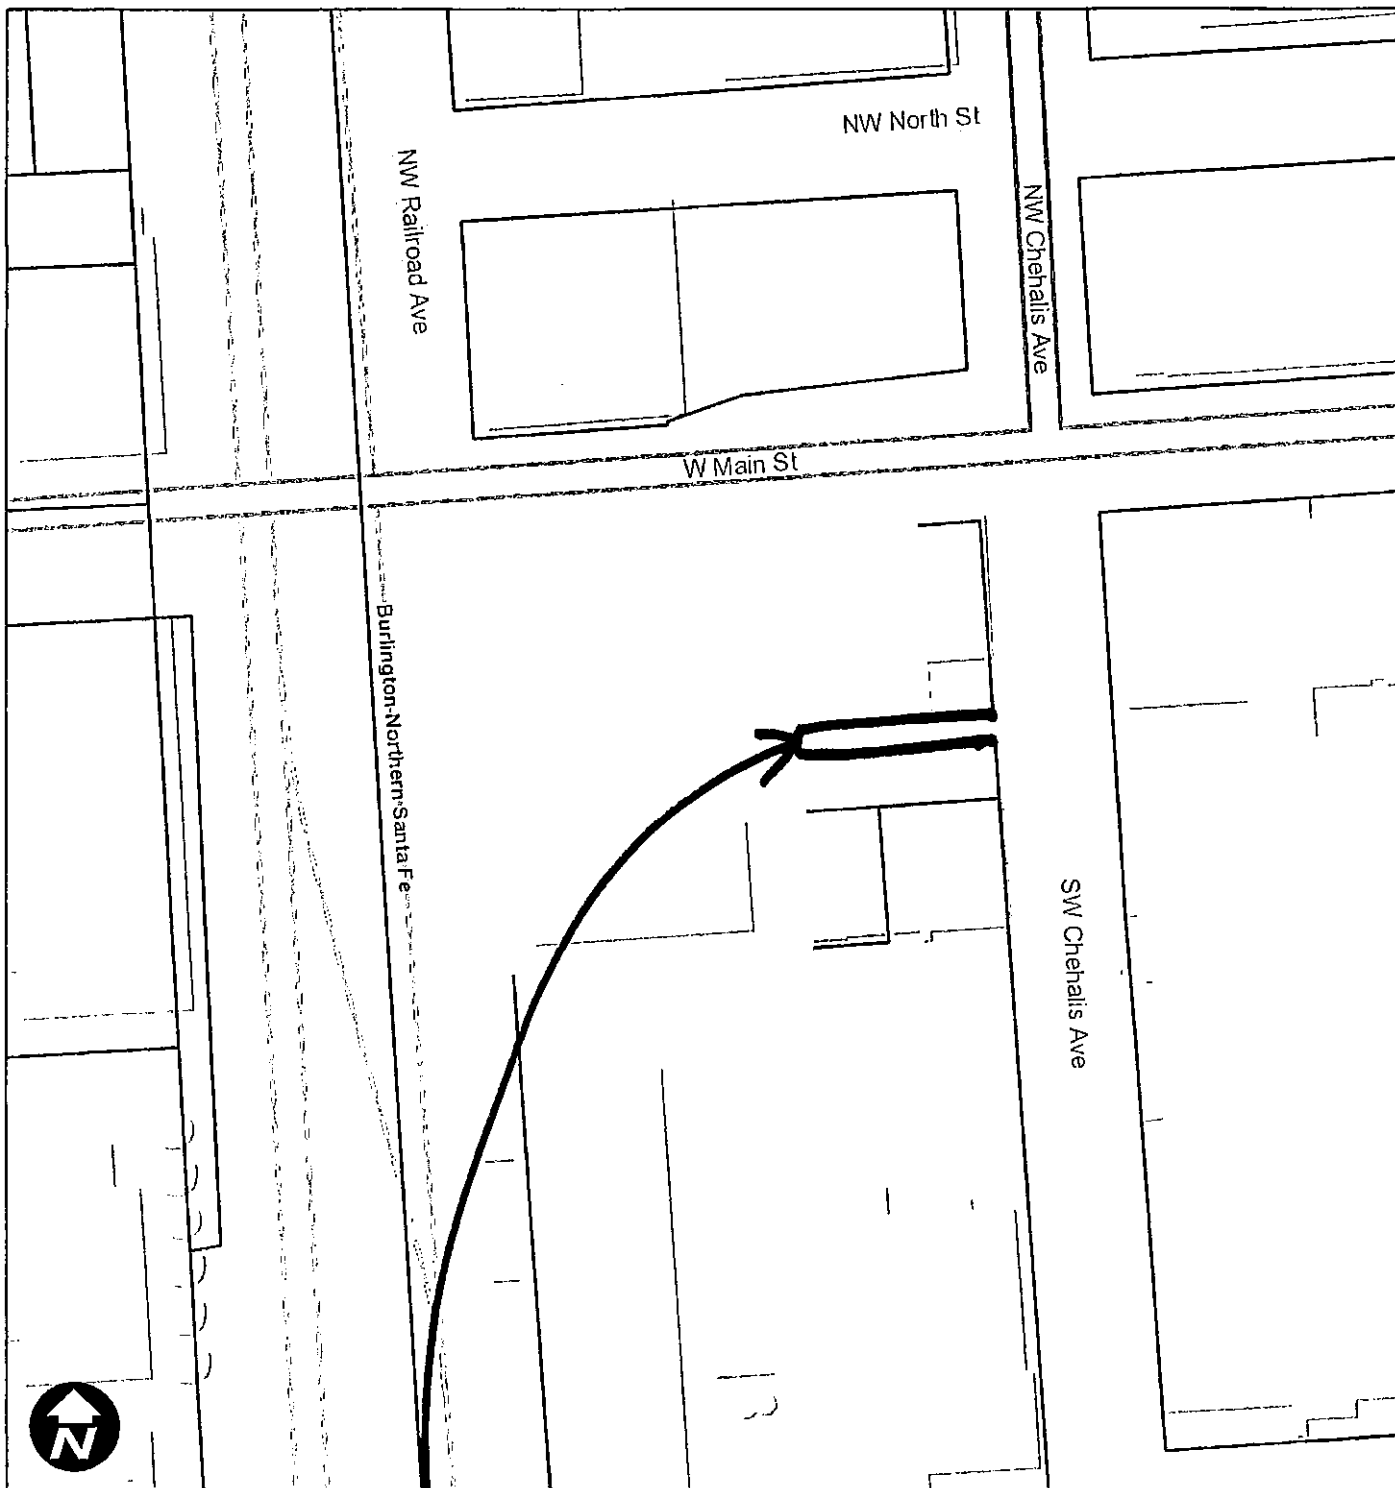 NW North St
NW Railroad Ave
NW Chehalis Ave
W Main St
Burlington-Northern-Santa Fe
SW Chehalis Ave
N